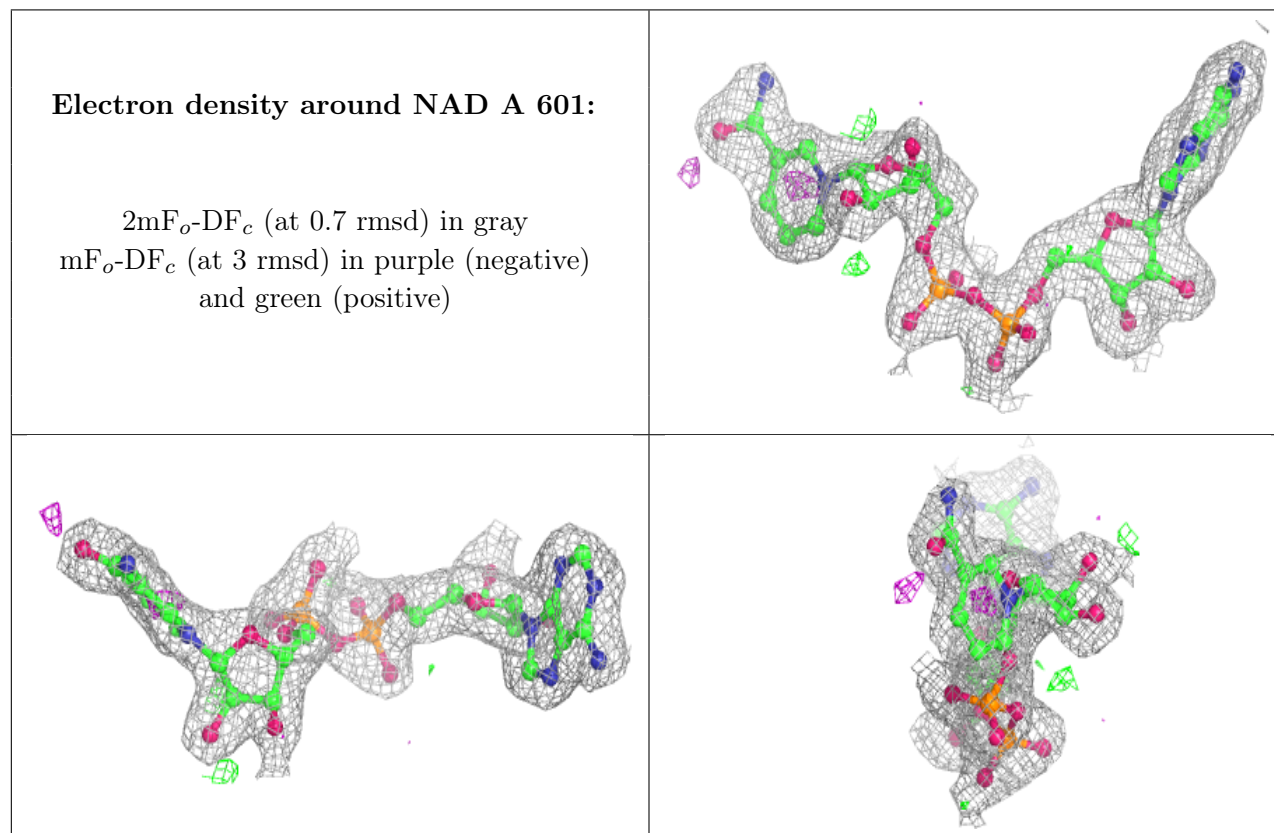 Electron density around NAD A 601:
2mFo-DFc (at 0.7 rmsd) in gray
mFo-DFc (at 3 rmsd) in purple (negative)
and green (positive)